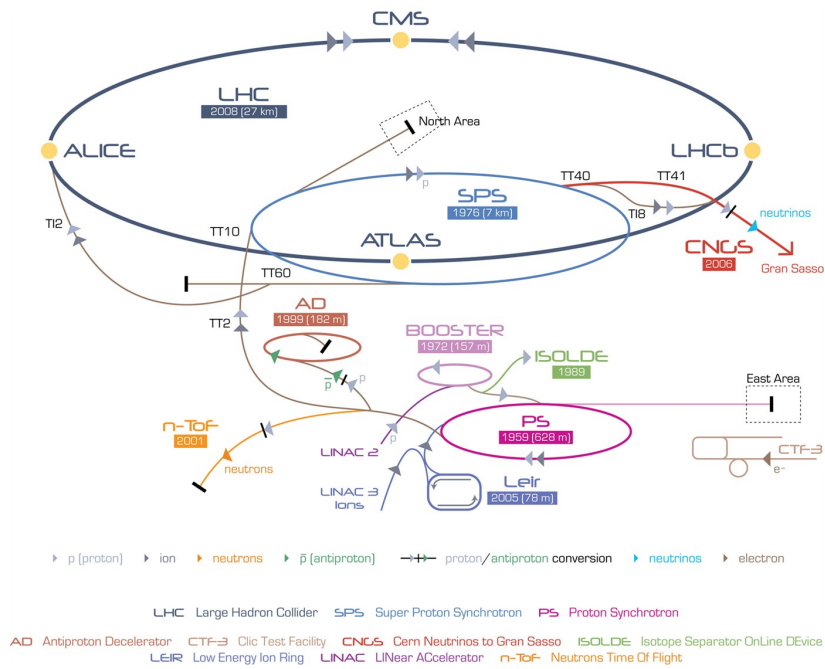 CMS
LHC
2008 (27 km)
North Area
ALICE
LHCb
TT40
TT41
SPS
1976 (7 km)
TI8
TI2
TT10
ATLAS
neutrinos
CNGS
2006
Gran Sasso
TT60
p
AD
1999 (182 m)
TT2
BOOSTER
1972 (157 m)
ISOLDE
1989
p̄
p
East Area
n-ToF
2001
PS
1959 (628 m)
p
LINAC 2
neutrons
CTF-3
e-
LINAC 3
Ions
Leir
2005 (78 m)
p (proton) ion neutrons p̄ (antiproton) proton/antiproton conversion neutrinos electron
LHC Large Hadron Collider SPS Super Proton Synchrotron PS Proton Synchrotron
AD Antiproton Decelerator CTF-3 Clic Test Facility CNGS Cern Neutrinos to Gran Sasso ISOLDE Isotope Separator OnLine DEvice
LEIR Low Energy Ion Ring LINAC LINear ACcelerator n-ToF Neutrons Time Of Flight